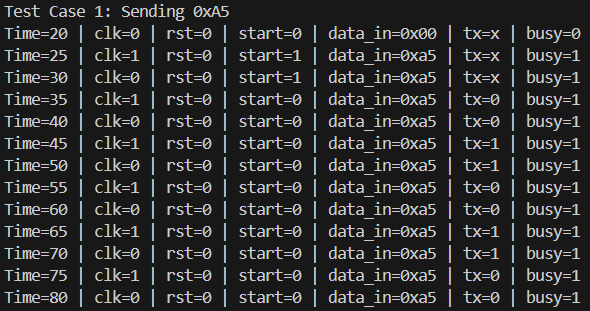 Test Case 1: Sending 0xA5
Time=20 | clk=0 | rst=0 | start=0 | data_in=0x00 | tx=x | busy=0
Time=25 | clk=1 | rst=0 | start=1 | data_in=0xa5 | tx=x | busy=1
Time=30 | clk=0 | rst=0 | start=1 | data_in=0xa5 | tx=x | busy=1
Time=35 | clk=1 | rst=0 | start=0 | data_in=0xa5 | tx=0 | busy=1
Time=40 | clk=0 | rst=0 | start=0 | data_in=0xa5 | tx=0 | busy=1
Time=45 | clk=1 | rst=0 | start=0 | data_in=0xa5 | tx=1 | busy=1
Time=50 | clk=0 | rst=0 | start=0 | data_in=0xa5 | tx=1 | busy=1
Time=55 | clk=1 | rst=0 | start=0 | data_in=0xa5 | tx=0 | busy=1
Time=60 | clk=0 | rst=0 | start=0 | data_in=0xa5 | tx=0 | busy=1
Time=65 | clk=1 | rst=0 | start=0 | data_in=0xa5 | tx=1 | busy=1
Time=70 | clk=0 | rst=0 | start=0 | data_in=0xa5 | tx=1 | busy=1
Time=75 | clk=1 | rst=0 | start=0 | data_in=0xa5 | tx=0 | busy=1
Time=80 | clk=0 | rst=0 | start=0 | data_in=0xa5 | tx=0 | busy=1